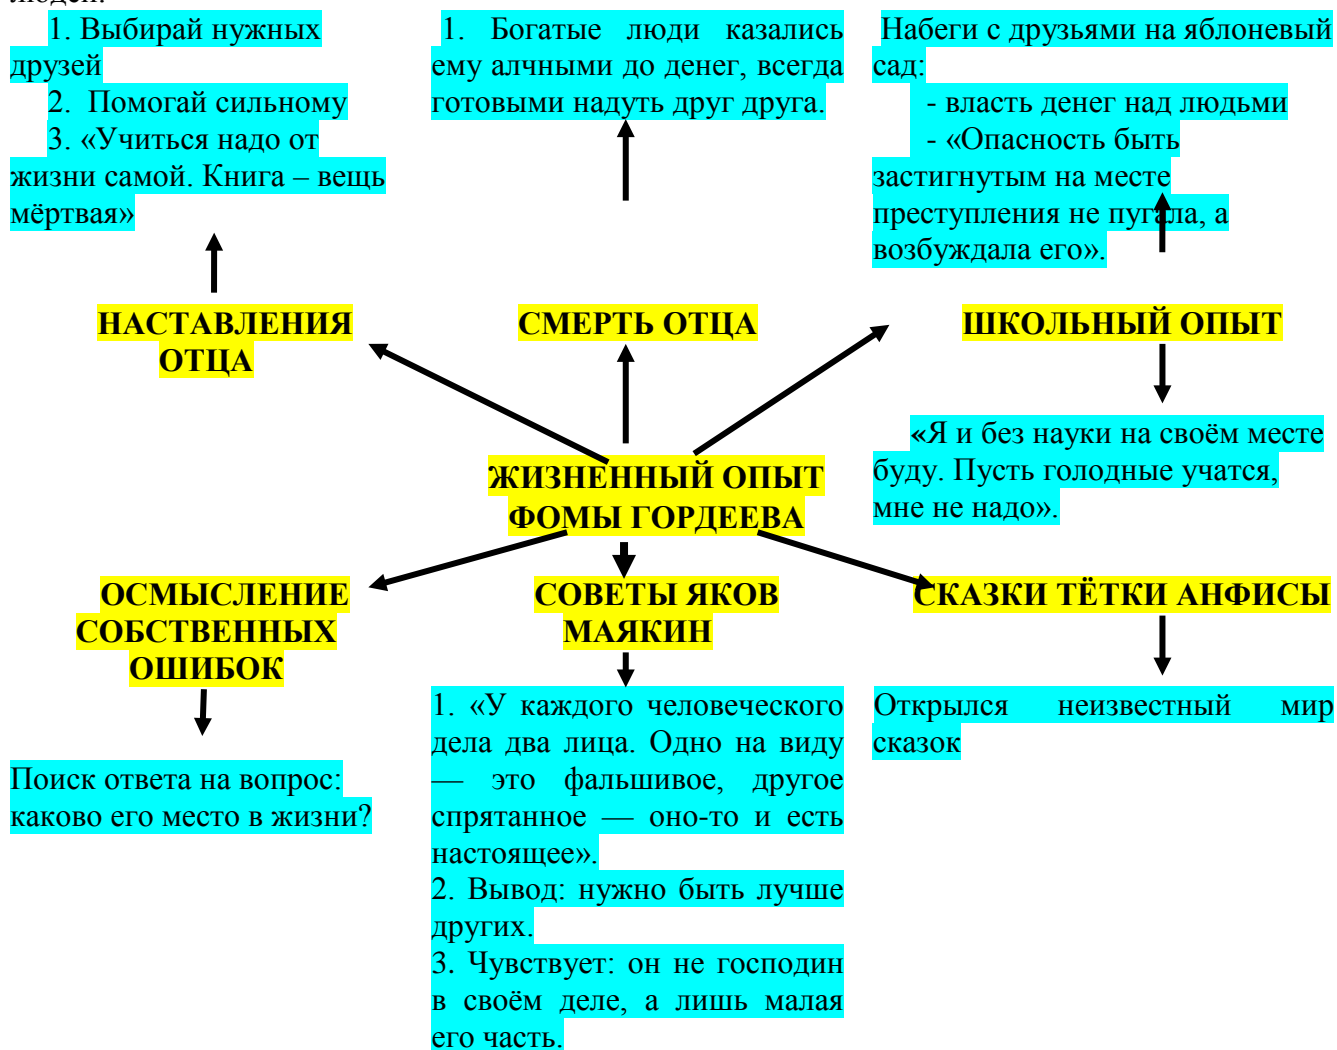 1. Выбирай нужных
друзей
2. Помогай сильному
3. «Учиться надо от
жизни самой. Книга – вещь
мёртвая»
1. Богатые люди казались
ему алчными до денег, всегда
готовыми надуть друг друга.
Набеги с друзьями на яблоневый
сад:
- власть денег над людьми
- «Опасность быть
застигнутым на месте
преступления не пугала, а
возбуждала его».
НАСТАВЛЕНИЯ
ОТЦА
СМЕРТЬ ОТЦА
ШКОЛЬНЫЙ ОПЫТ
«Я и без науки на своём месте
буду. Пусть голодные учатся,
мне не надо».
ЖИЗНЕННЫЙ ОПЫТ
ФОМЫ ГОРДЕЕВА
ОСМЫСЛЕНИЕ
СОБСТВЕННЫХ
ОШИБОК
СОВЕТЫ ЯКОВ
МАЯКИН
СКАЗКИ ТЁТКИ АНФИСЫ
Поиск ответа на вопрос:
каково его место в жизни?
1. «У каждого человеческого
дела два лица. Одно на виду
— это фальшивое, другое
спрятанное — оно-то и есть
настоящее».
2. Вывод: нужно быть лучше
других.
3. Чувствует: он не господин
в своём деле, а лишь малая
его часть.
Открылся неизвестный мир
сказок